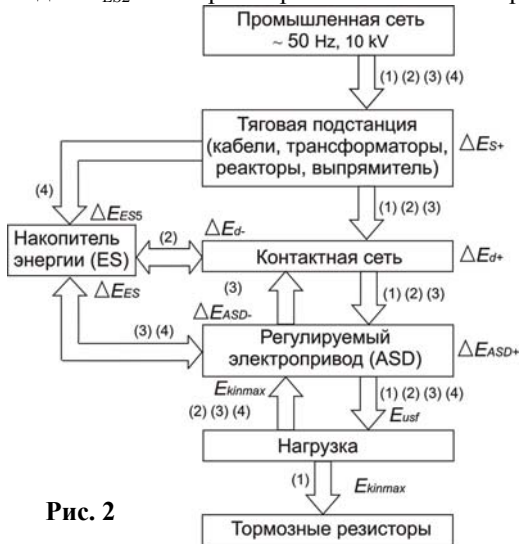 Промышленная сеть
~ 50 Hz, 10 kV
(1) (2) (3) (4)
Тяговая подстанция
(кабели, трансформаторы,
реакторы, выпрямитель)
ΔES+
(4)
(1) (2) (3)
ΔEES5
ΔEd-
Накопитель
энергии (ES)
(2)
Контактная сеть
ΔEd+
ΔEES
(3)
(1) (2) (3)
ΔEASD-
(3) (4)
Регулируемый
электропривод (ASD)
ΔEASD+
Ekinmax
(2) (3) (4)
(1) (2) (3) (4)
Eusf
Нагрузка
(1)
Ekinmax
Рис. 2
Тормозные резисторы